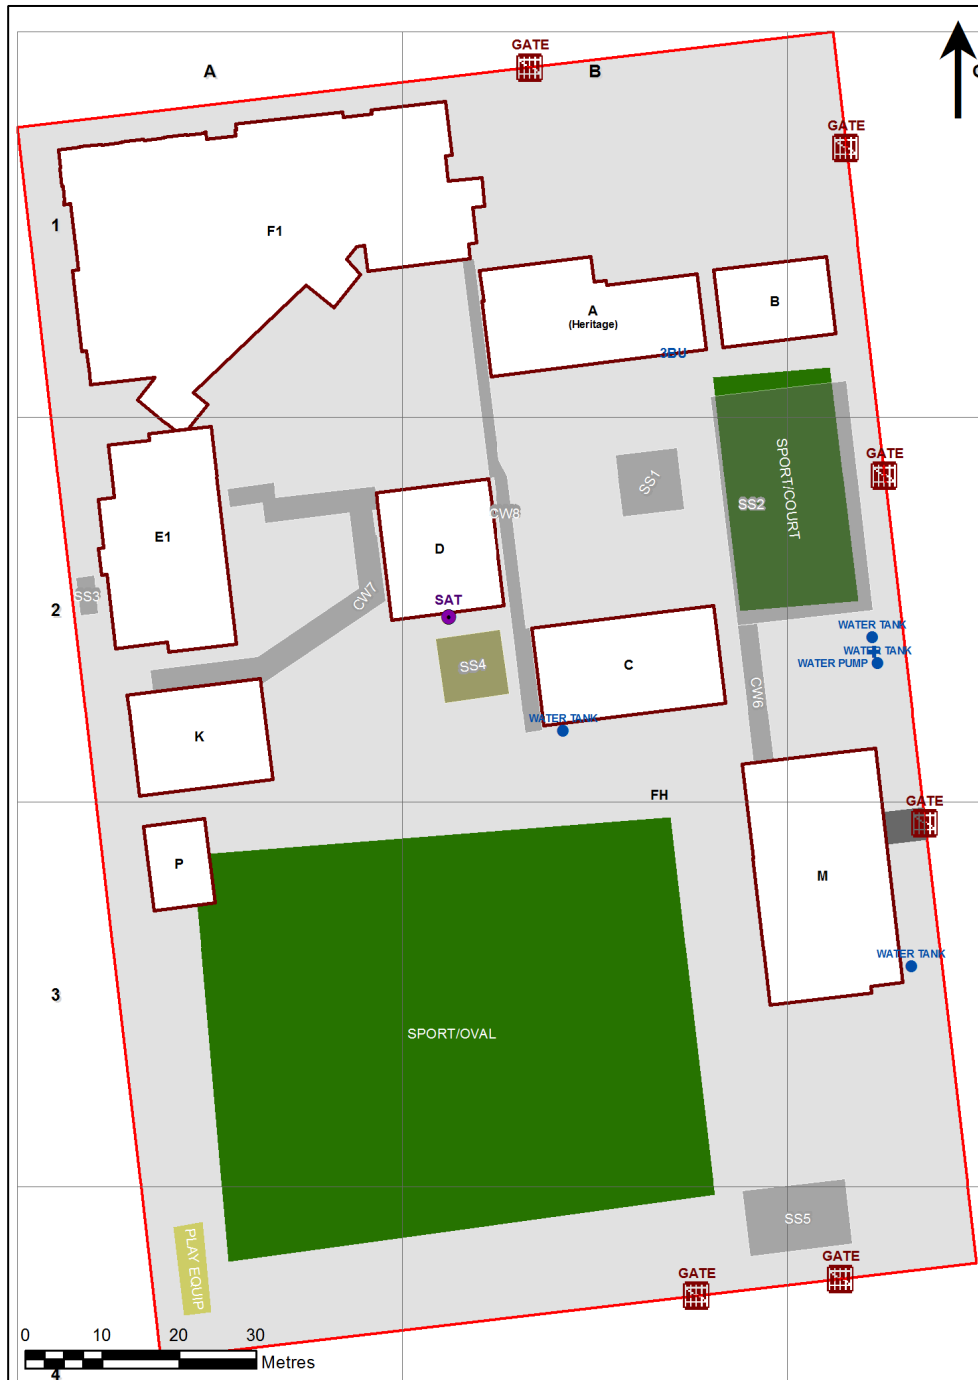 GATE
A
B
C
GATE
1
F1
A
(Heritage)
B
3BU
GATE
SS1
SS2
SPORT/COURT
CW8
E1
D
CW7
SS3
2
SAT
WATER TANK
WATER TANK
WATER PUMP
SS4
C
CW6
WATER TANK
K
FH
GATE
P
M
WATER TANK
3
SPORT/OVAL
SS5
PLAY EQUIP
GATE
GATE
0 10 20 30
Metres
4